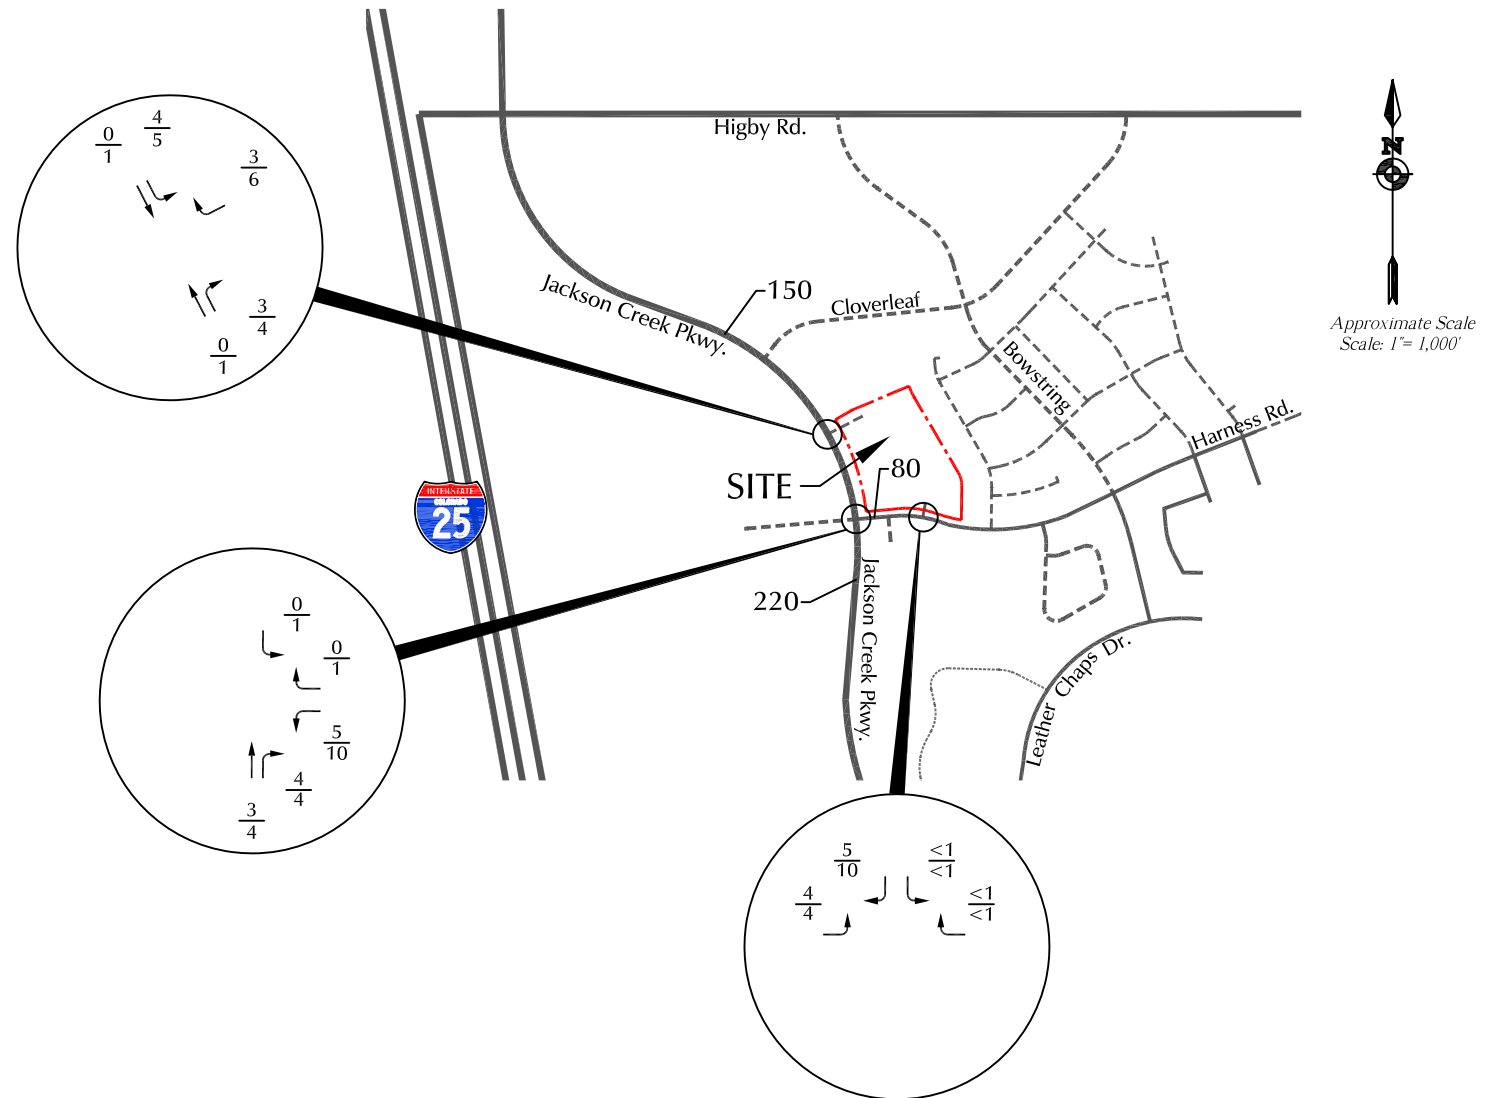 Higby Rd.
N
Approximate Scale
Scale: 1"= 1,000'
0
1
4
5
3
6
3
4
0
1
Jackson Creek Pkwy.
150
Cloverleaf
Bowstring
Harness Rd.
SITE
80
INTERSTATE
25
220
Jackson Creek Pkwy.
Leather Chaps Dr.
0
1
0
1
5
10
4
4
3
4
5
10
<1
<1
4
4
<1
<1